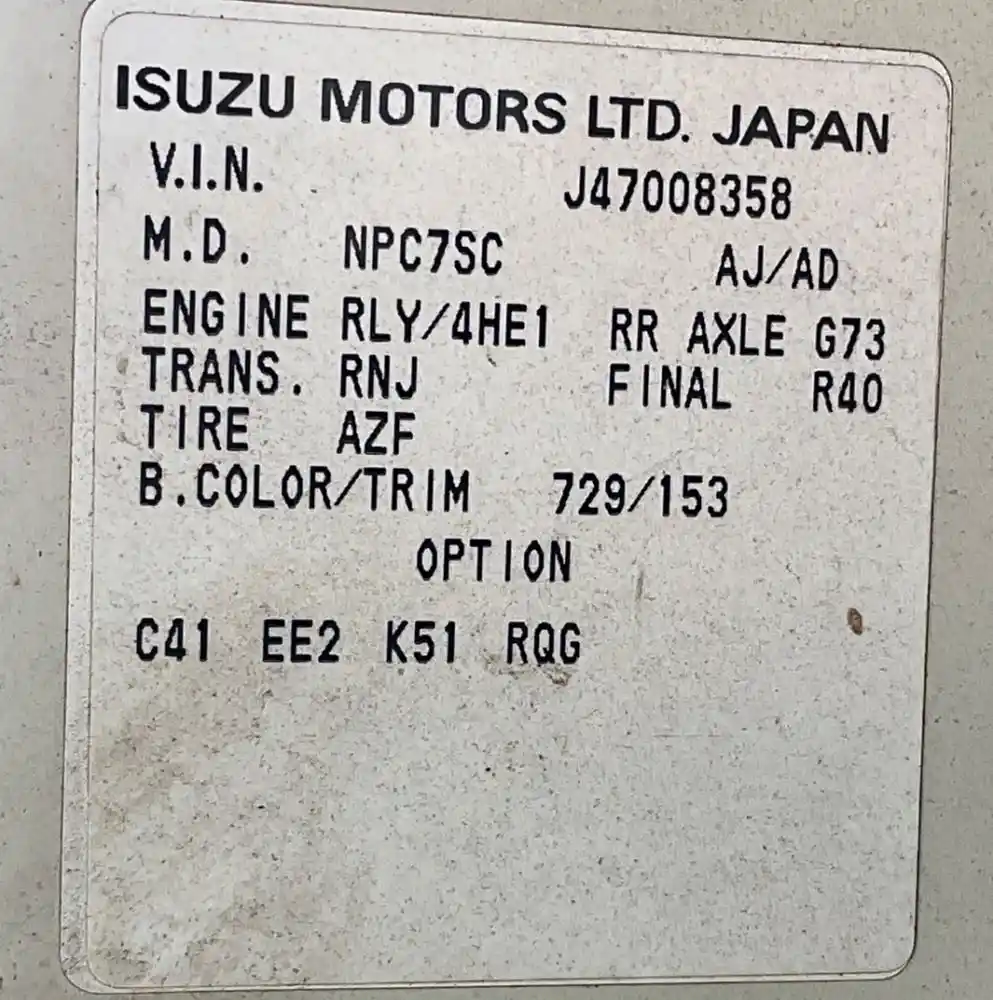 ISUZU MOTORS LTD. JAPAN
V.I.N. J47008358
M.D. NPC7SC AJ/AD
ENGINE RLY/4HE1 RR AXLE G73
TRANS. RNJ FINAL R40
TIRE AZF
B.COLOR/TRIM 729/153
OPTION
C41 EE2 K51 RQG